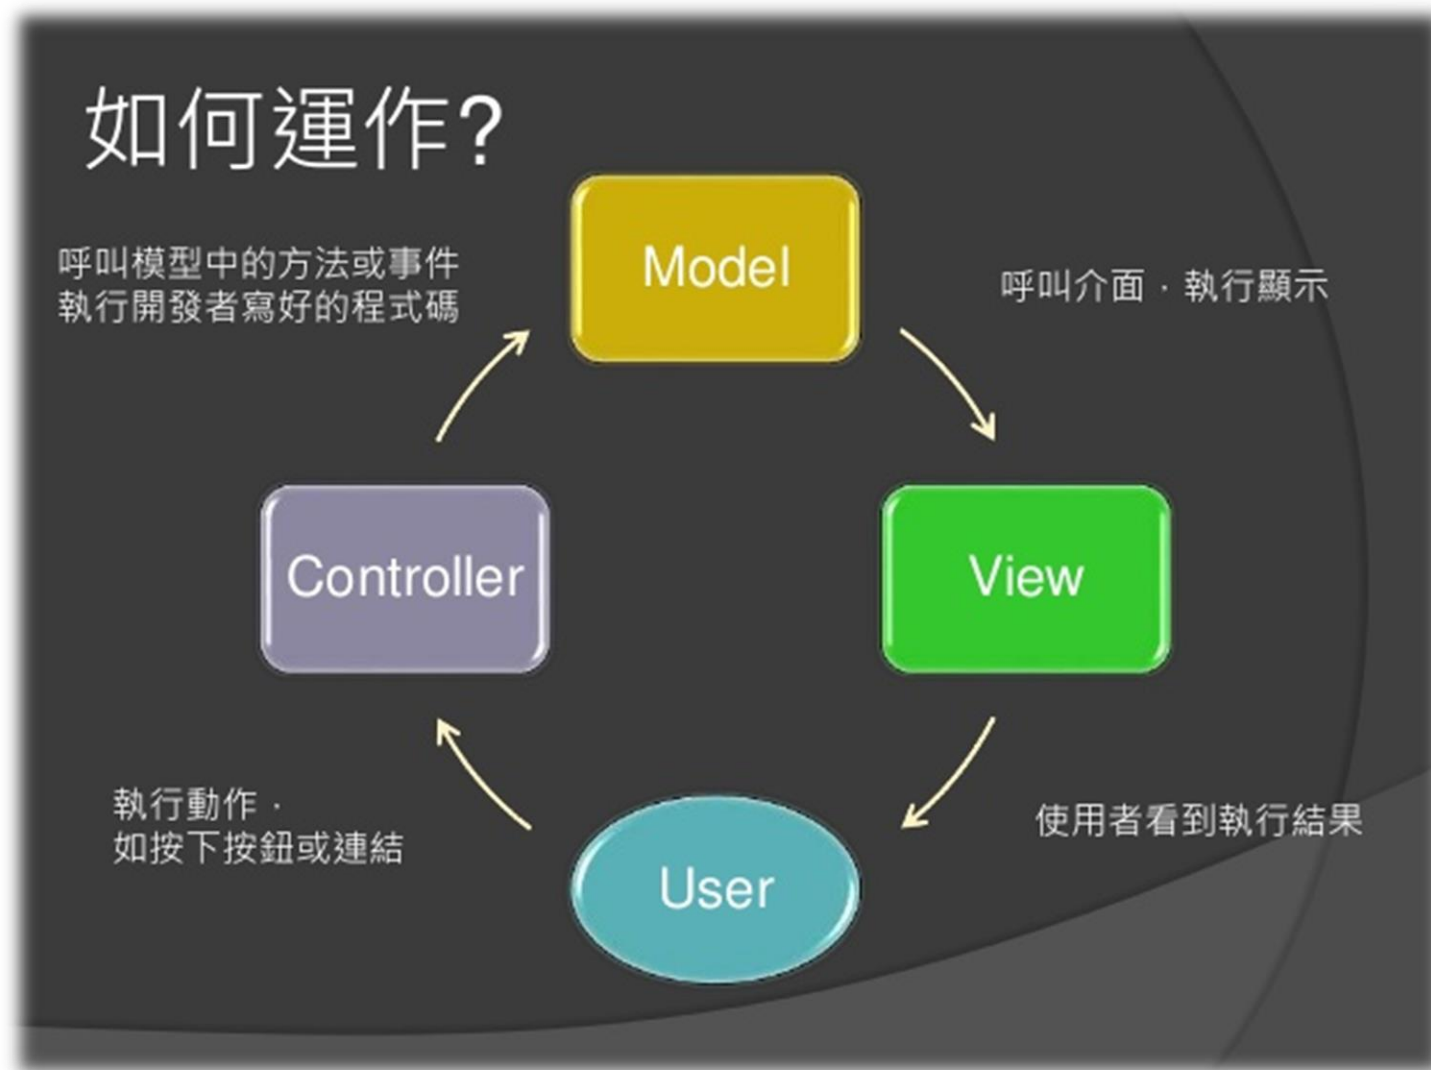 如何運作?
Model
呼叫模型中的方法或事件
執行開發者寫好的程式碼
呼叫介面，執行顯示
Controller
View
執行動作，
如按下按鈕或連結
使用者看到執行結果
User